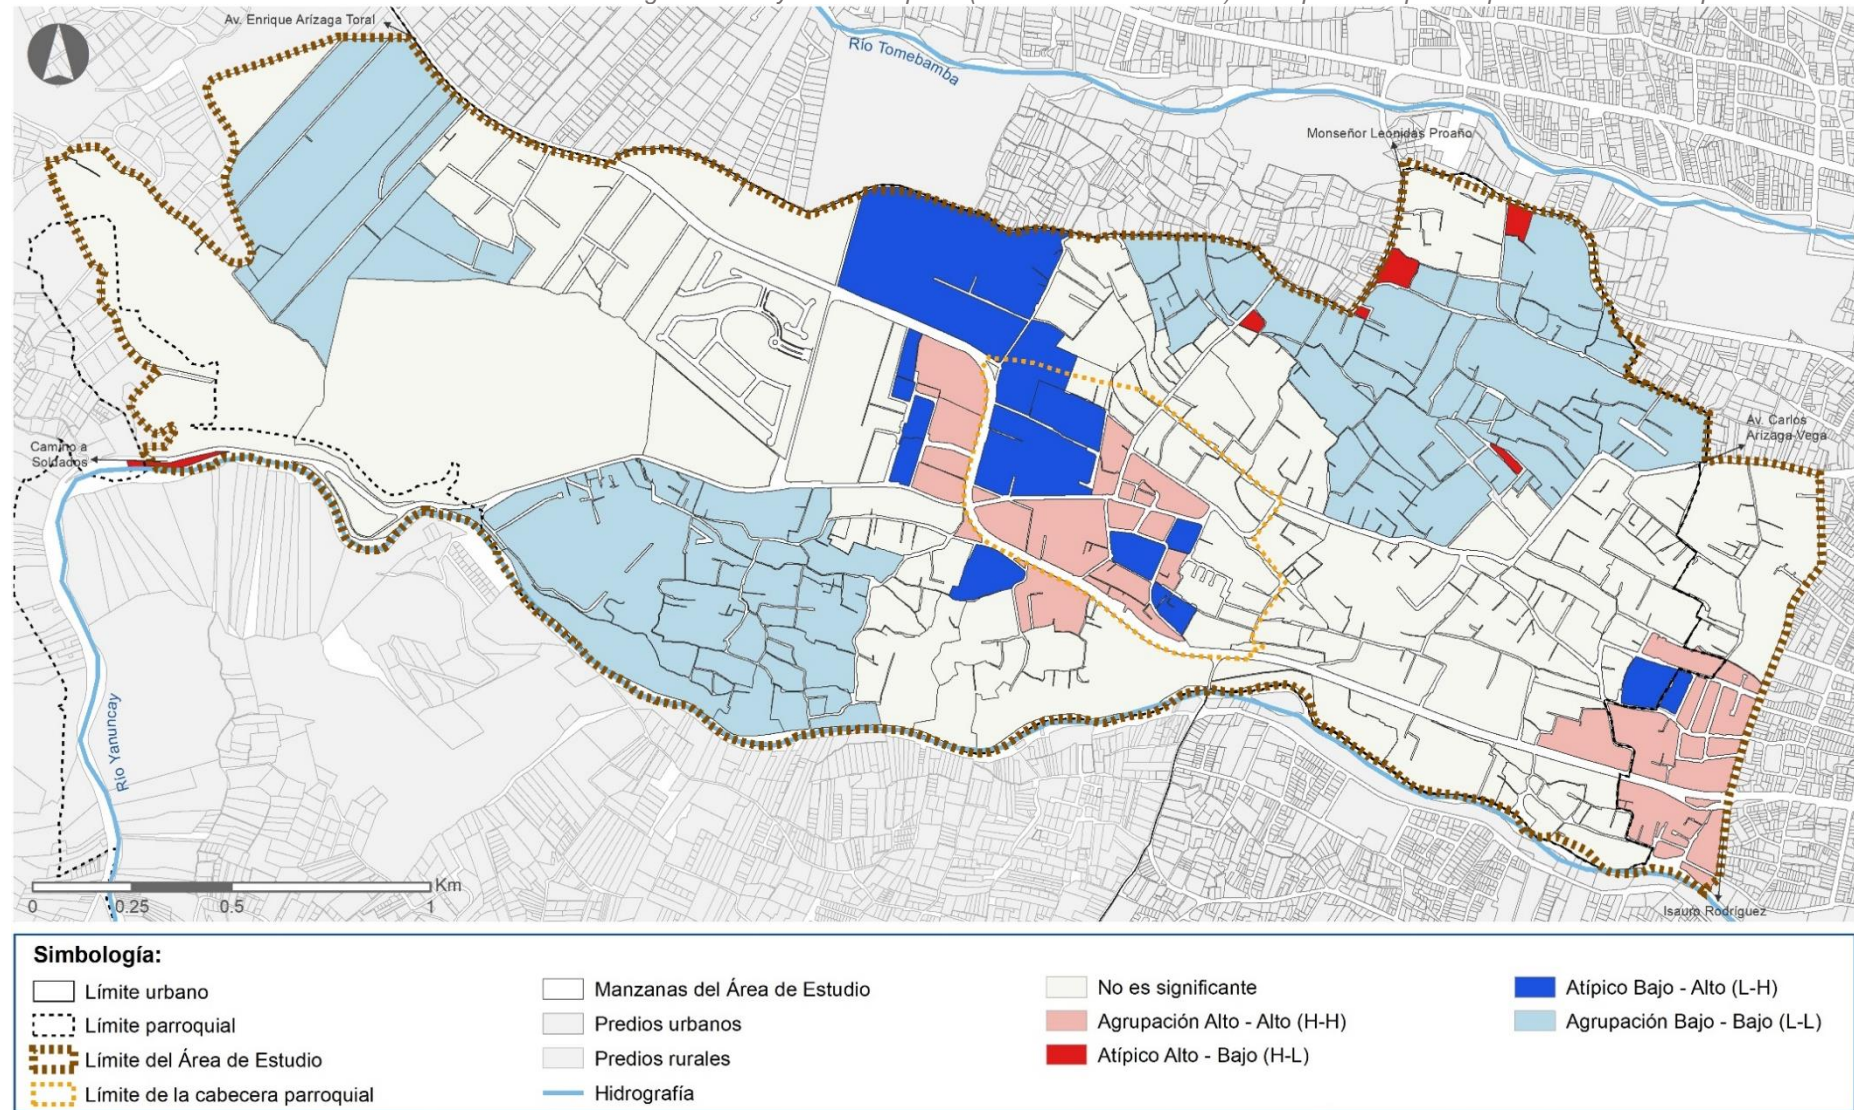 Av. Enrique Arízaga Toral
Río Tomebamba
Monseñor Leonidas Proaño
Av. Carlos
Arízaga Vega
Camino a
Soldados
Río Yanuncay
Km
0 0.25 0.5 1
Isauro Rodríguez
Simbología:
Límite urbano
Límite parroquial
Límite del Área de Estudio
Límite de la cabecera parroquial
Manzanas del Área de Estudio
Predios urbanos
Predios rurales
Hidrografía
No es significante
Agrupación Alto - Alto (H-H)
Atípico Alto - Bajo (H-L)
Atípico Bajo - Alto (L-H)
Agrupación Bajo - Bajo (L-L)